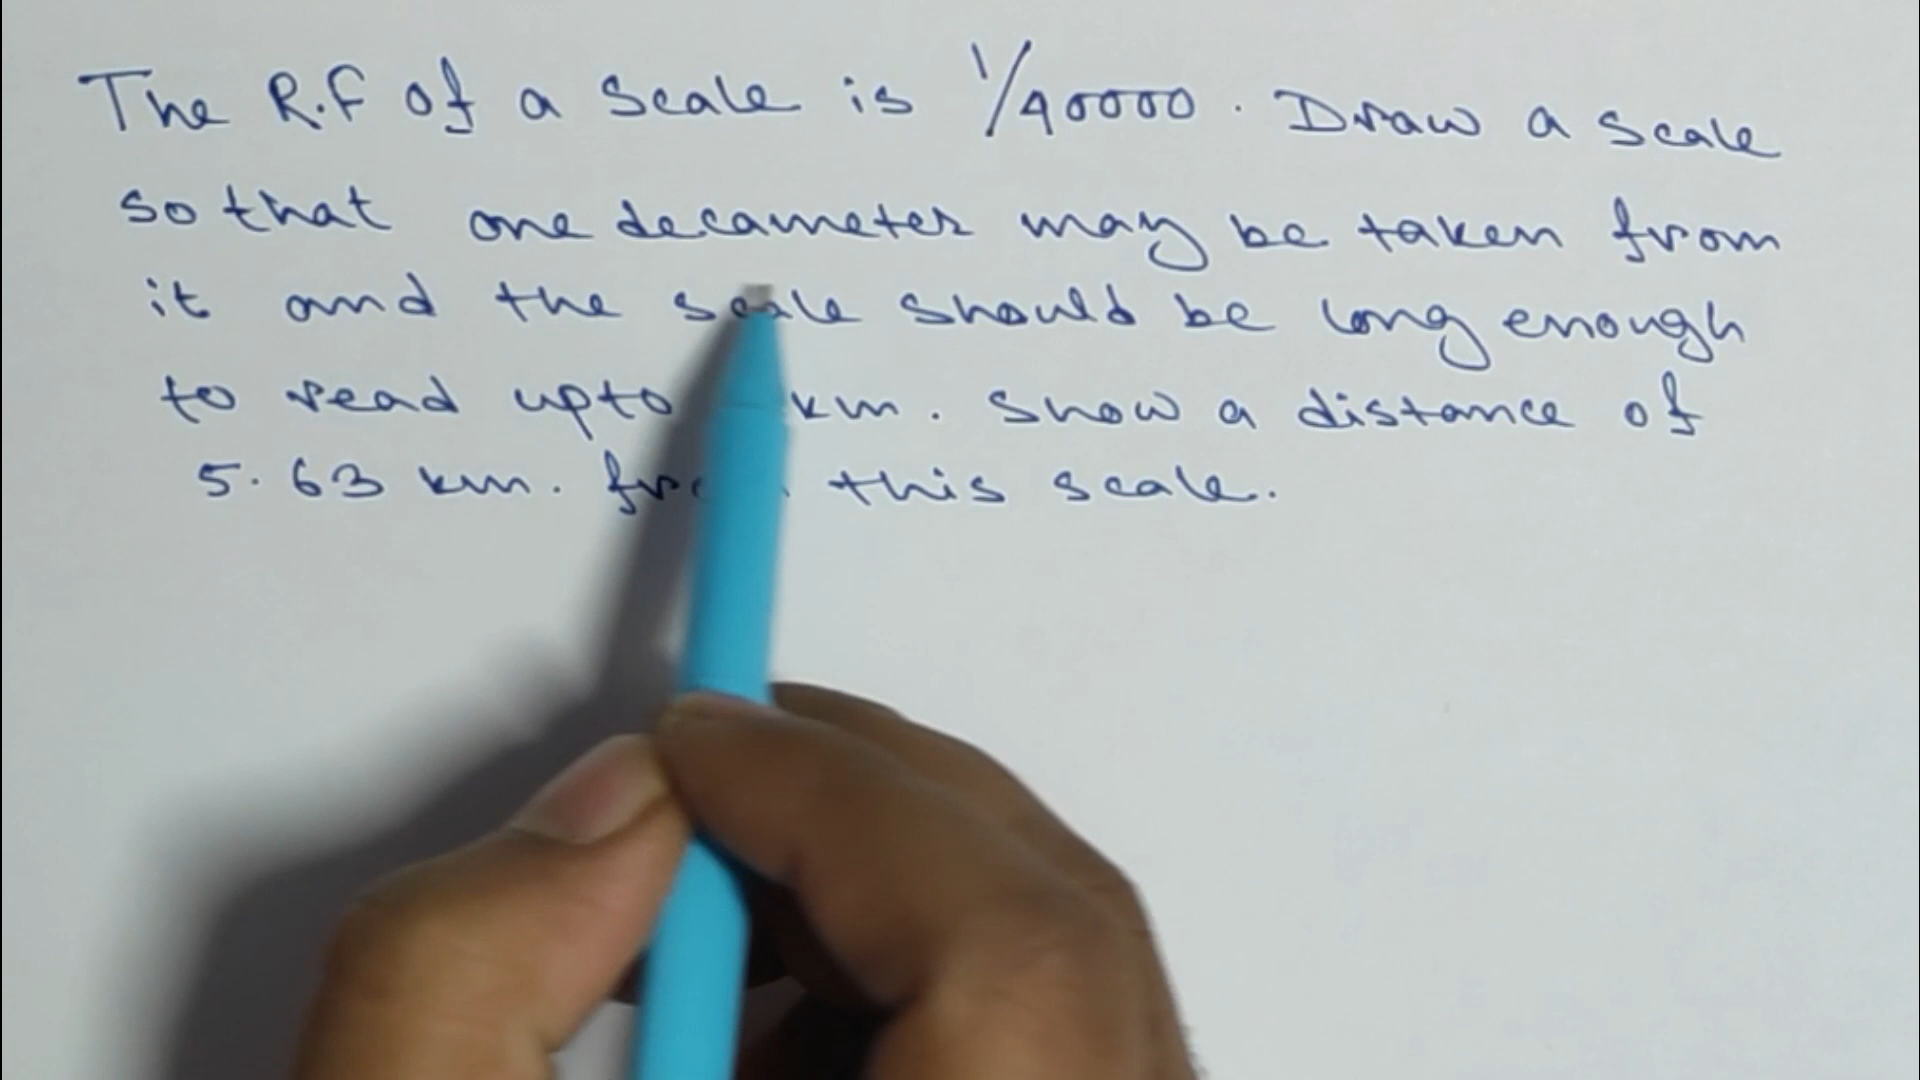 The R.F of a scale is 1/40000. Draw a scale
so that one decameter may be taken from
it and the scale should be long enough
to read upto km. Show a distance of
5.63 km. this scale.